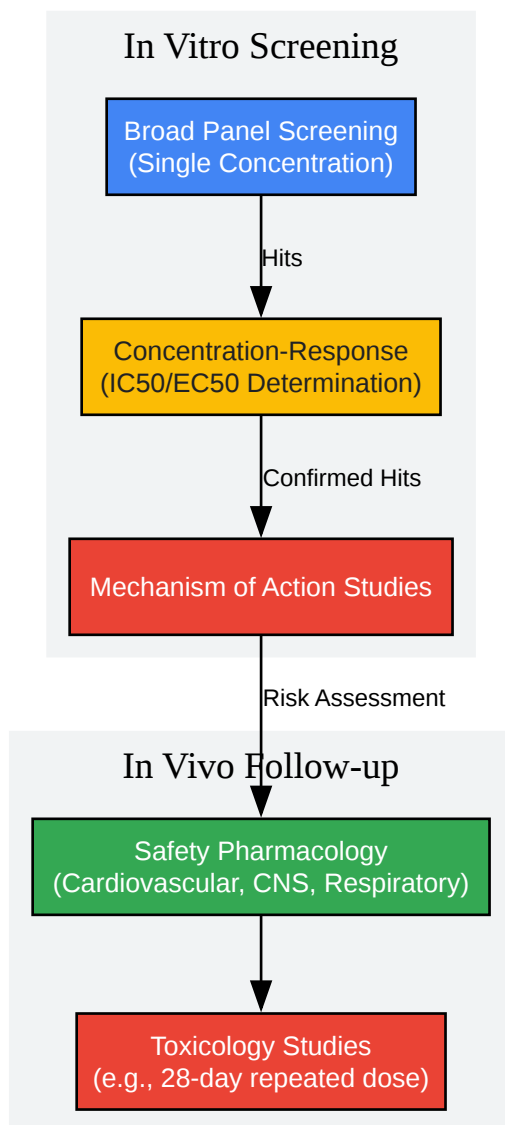 In Vitro Screening
Broad Panel Screening
(Single Concentration)
Hits
Concentration-Response
(IC50/EC50 Determination)
Confirmed Hits
Mechanism of Action Studies
Risk Assessment
In Vivo Follow-up
Safety Pharmacology
(Cardiovascular, CNS, Respiratory)
Toxicology Studies
(e.g., 28-day repeated dose)